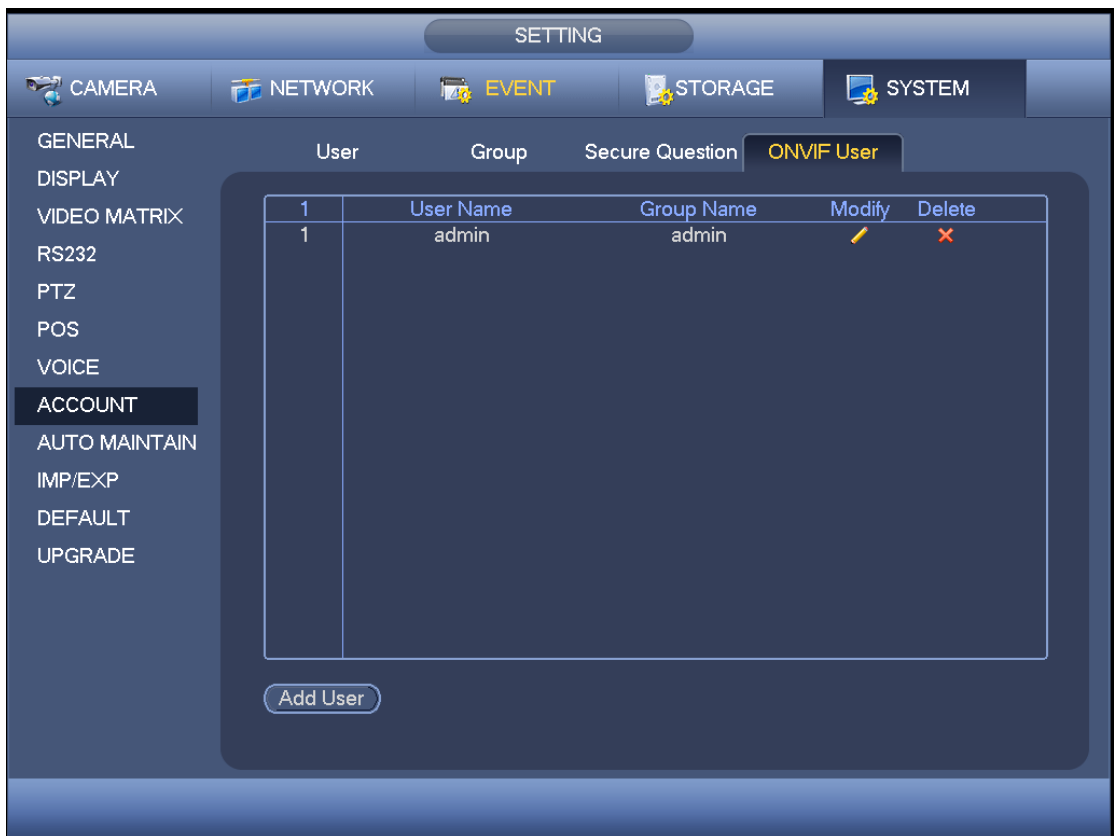 SETTING
CAMERA NETWORK EVENT STORAGE SYSTEM
GENERAL
DISPLAY
VIDEO MATRIX
RS232
PTZ
POS
VOICE
ACCOUNT
AUTO MAINTAIN
IMP/EXP
DEFAULT
UPGRADE
User Group Secure Question ONVIF User
1 User Name Group Name Modify Delete
1 admin admin
Add User